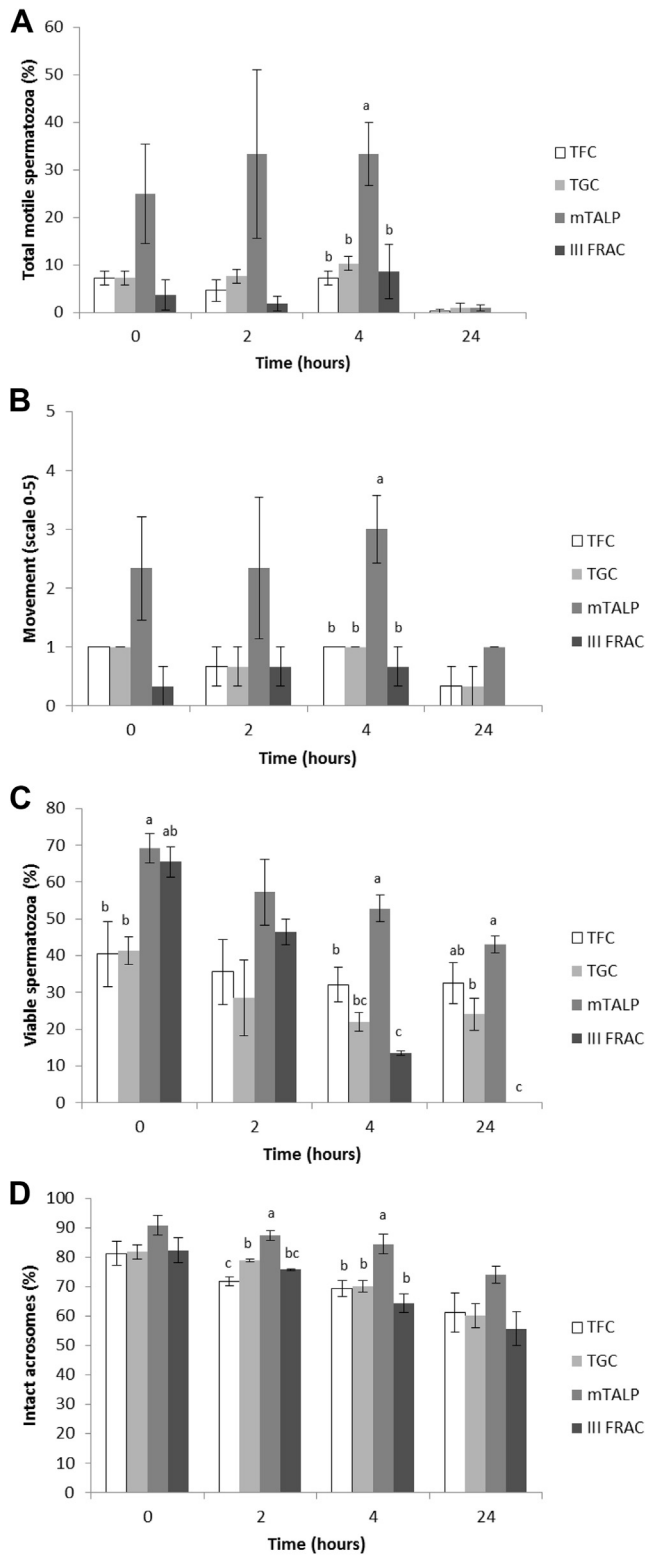 A
Total motile spermatozoa (%)
60
50
40
30
20
10
0
a
b b b
0 2 4 24
Time (hours)
TFC
TGC
mTALP
III FRAC
B
Movement (scale 0-5)
5
4
3
2
1
0
a
b b b
0 2 4 24
Time (hours)
TFC
TGC
mTALP
III FRAC
C
Viable spermatozoa (%)
80
70
60
50
40
30
20
10
0
b b a ab
b bc a c
ab b a c
0 2 4 24
Time (hours)
TFC
TGC
mTALP
III FRAC
D
Intact acrosomes (%)
100
90
80
70
60
50
40
30
20
10
0
c b a bc
b b a b
0 2 4 24
Time (hours)
TFC
TGC
mTALP
III FRAC